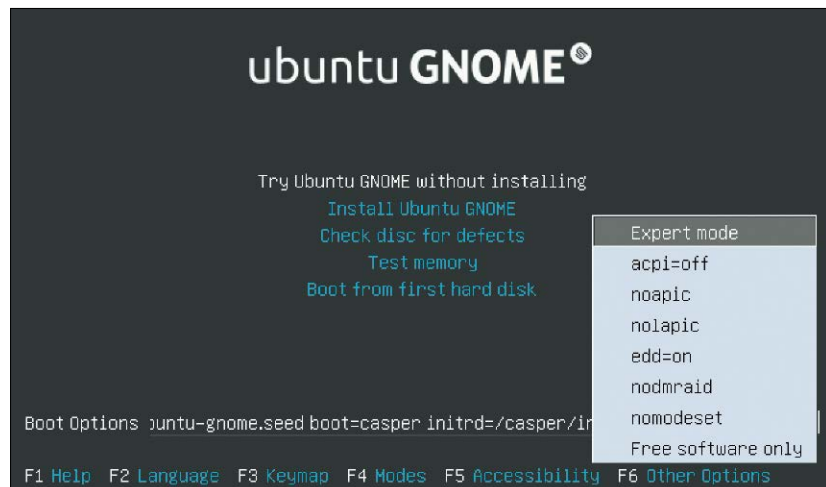 ubuntu GNOME
Try Ubuntu GNOME without installing
Install Ubuntu GNOME
Check disc for defects
Test memory
Boot from first hard disk
Expert mode
acpi=off
noapic
nolapic
edd=on
nodmraid
nomodeset
Free software only
Boot Options untu-gnome.seed boot=casper initrd=/casper/in
F1 Help F2 Language F3 Keymap F4 Modes F5 Accessibility F6 Other Options